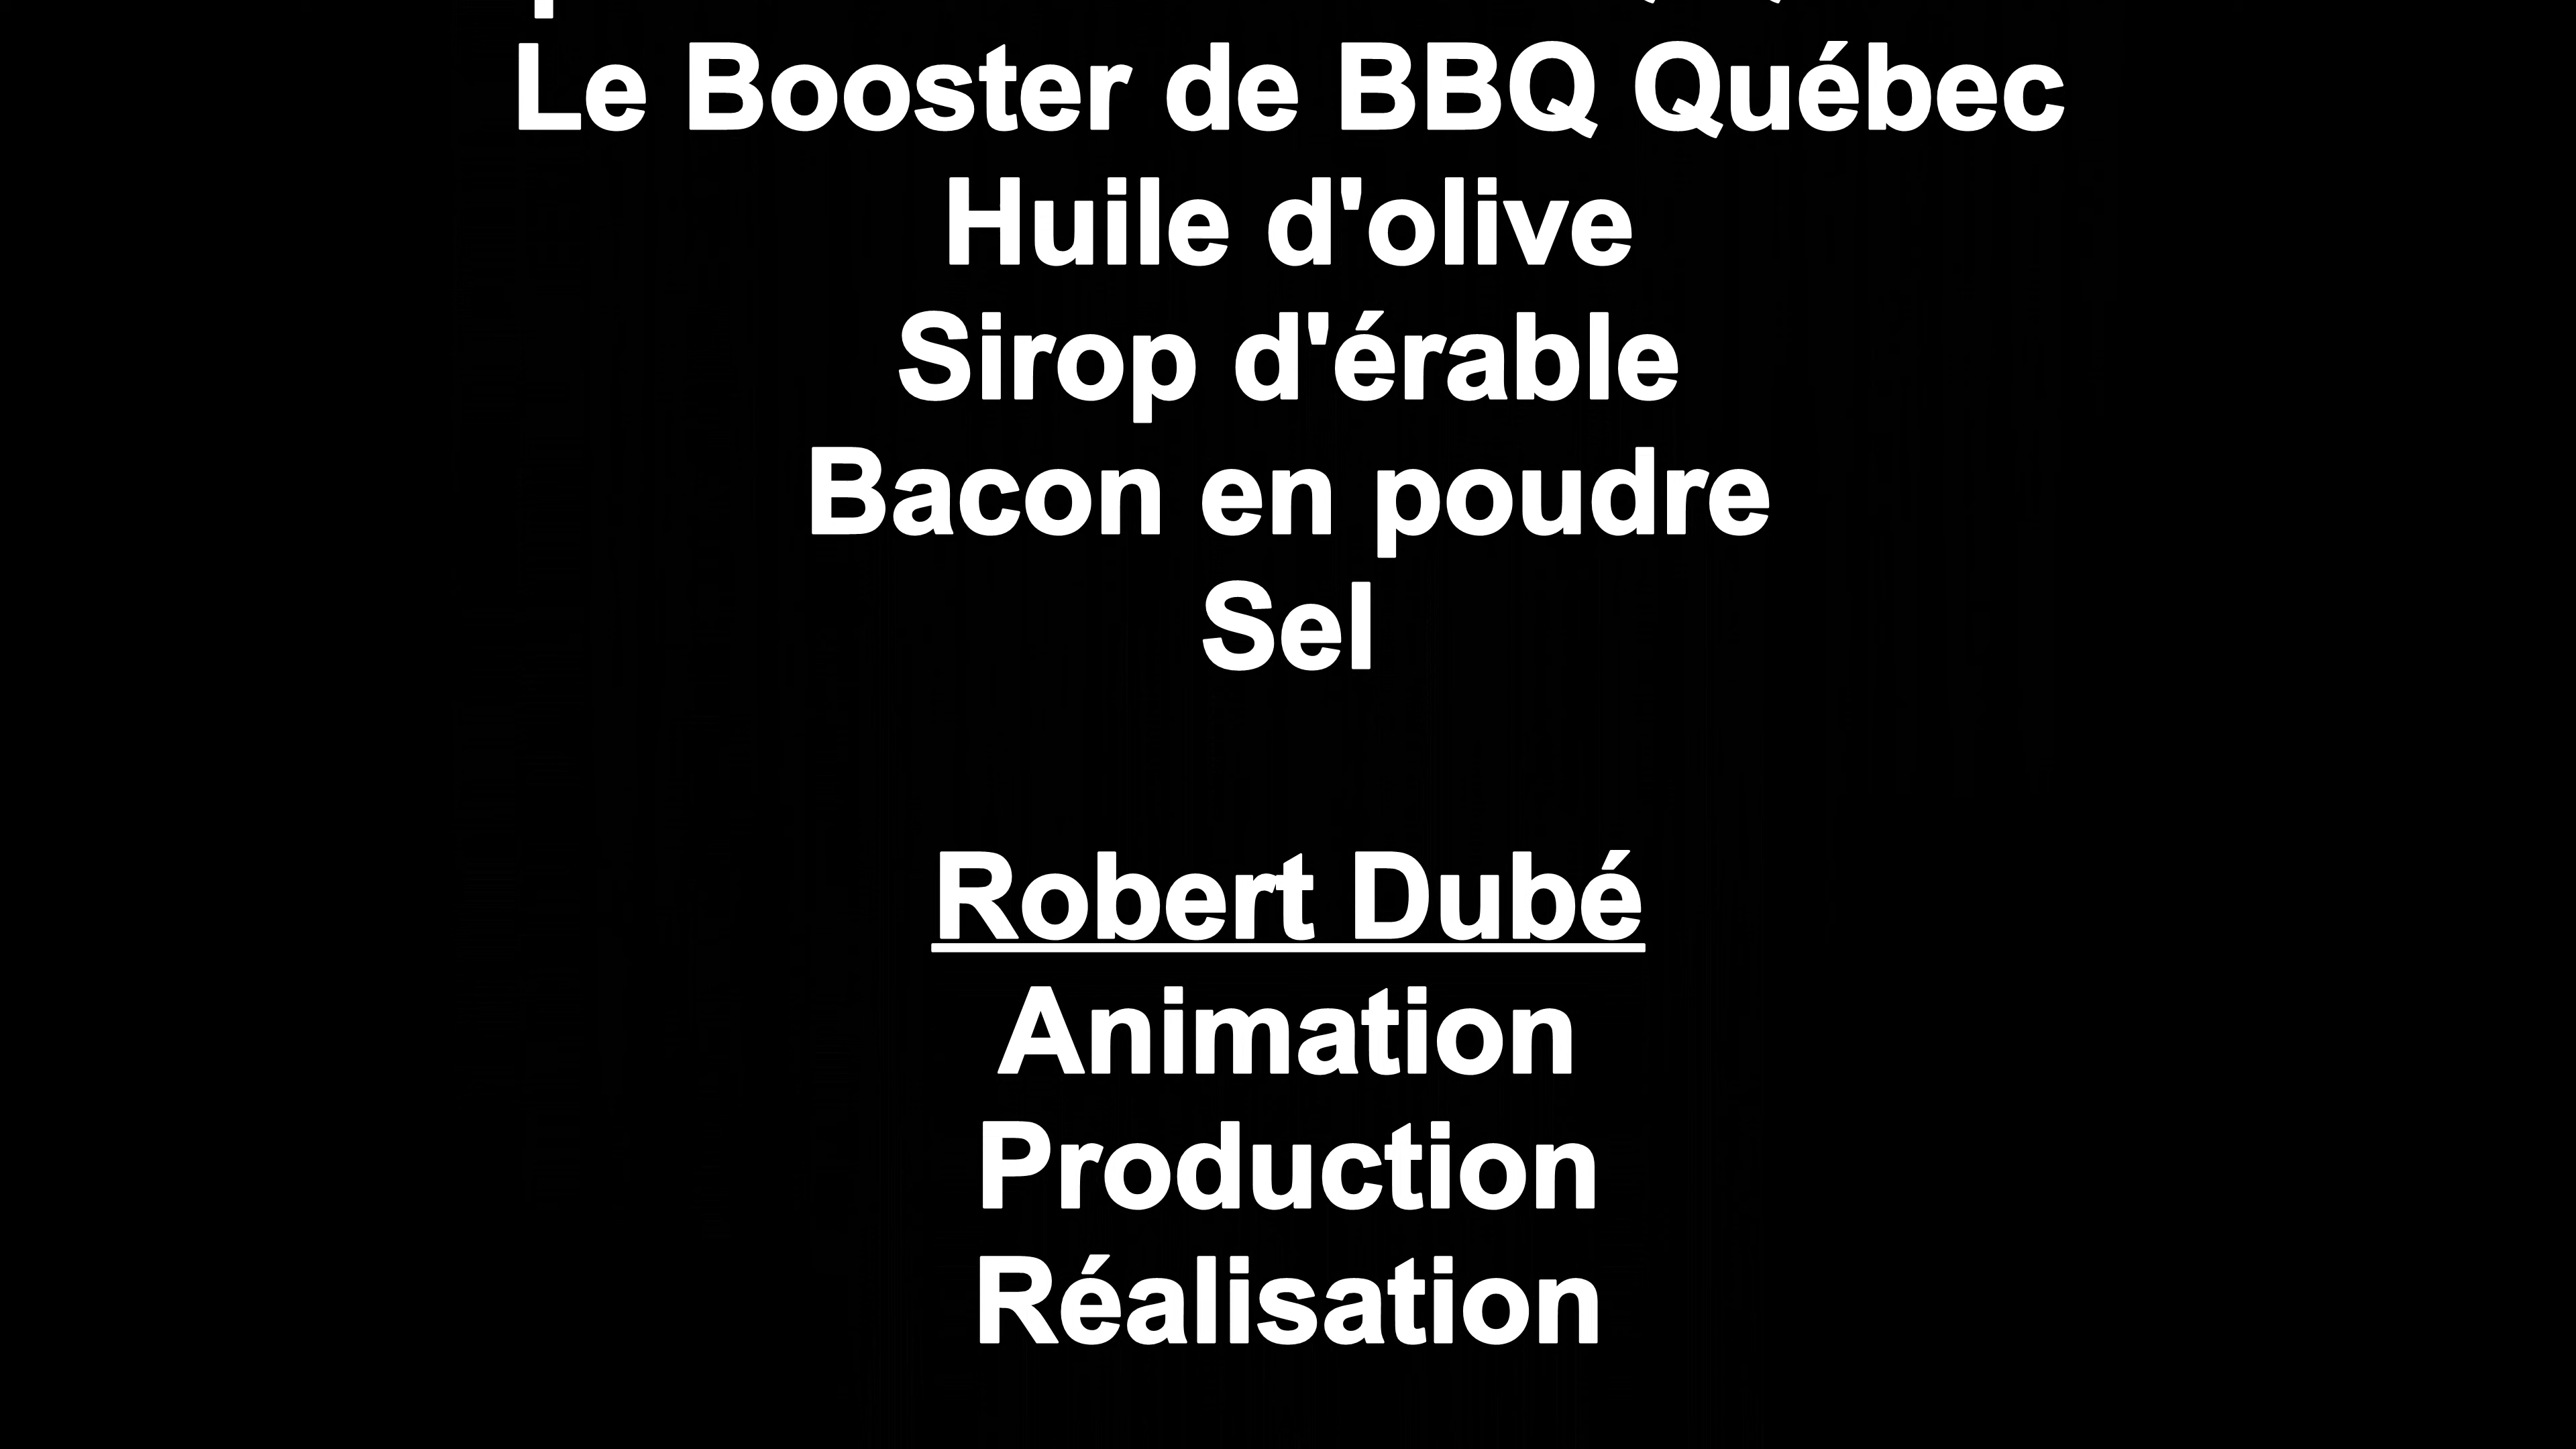 Le Booster de BBQ Québec
Huile d'olive
Sirop d'érable
Bacon en poudre
Sel
Robert Dubé
Animation
Production
Réalisation